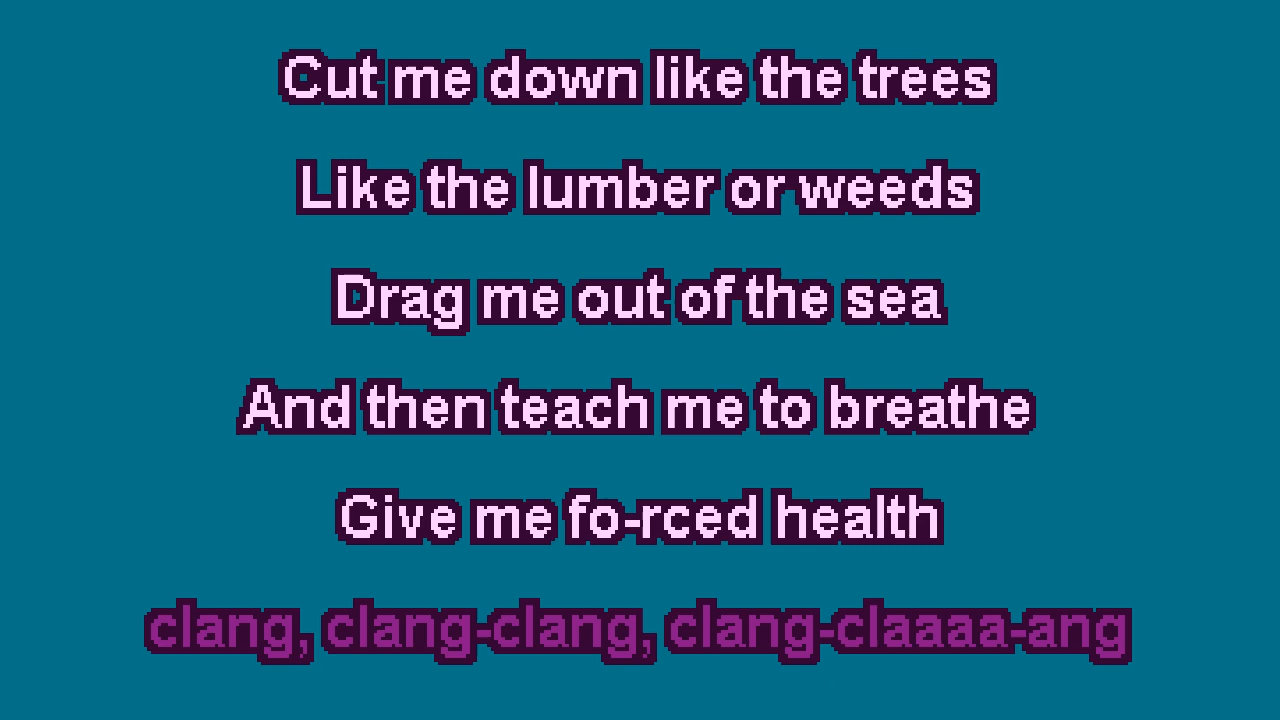 Cut me down like the trees
Like the lumber or weeds
Drag me out of the sea
And then teach me to breathe
Give me fo-rced health
clang, clang-clang, clang-claaaa-ang